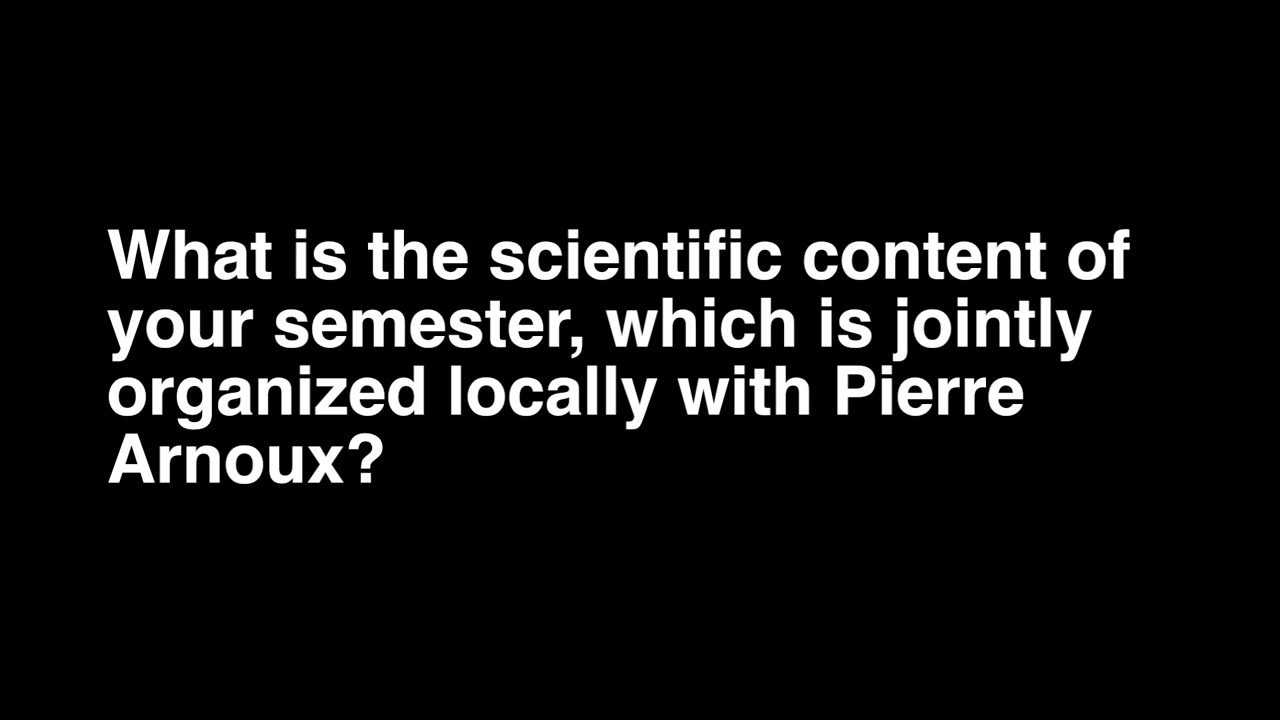 What is the scientific content of
your semester, which is jointly
organized locally with Pierre
Arnoux?